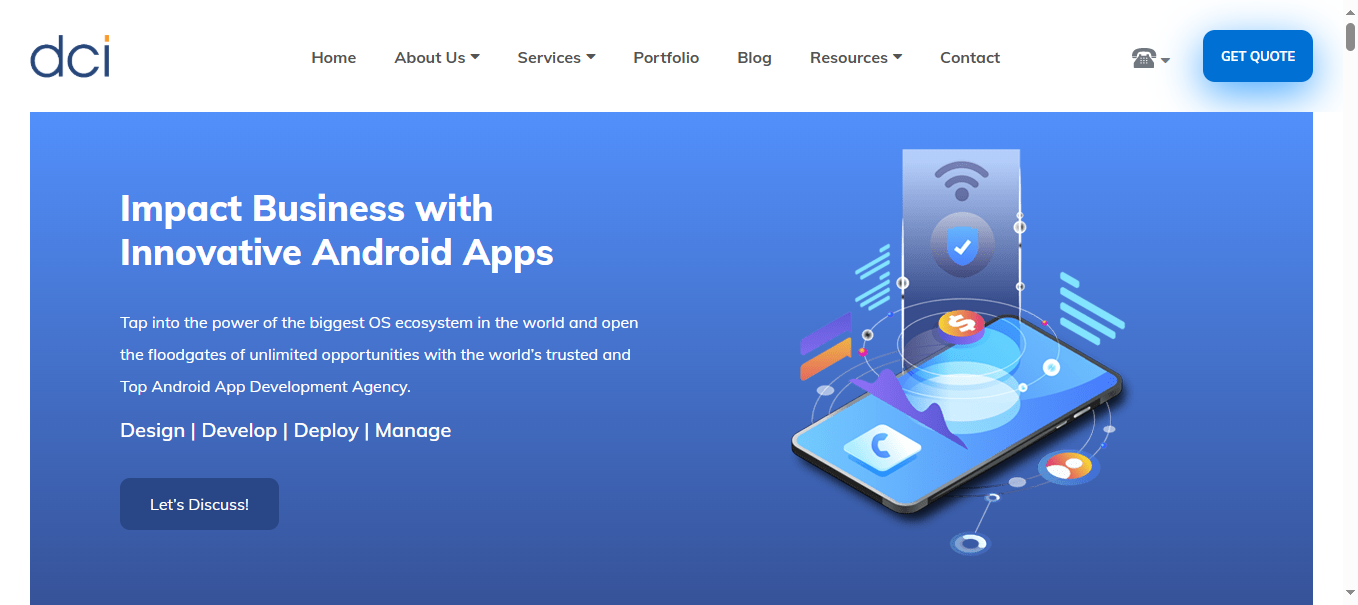 dci
Home About Us Services Portfolio Blog Resources Contact
GET QUOTE
Impact Business with
Innovative Android Apps
Tap into the power of the biggest OS ecosystem in the world and open
the floodgates of unlimited opportunities with the world’s trusted and
Top Android App Development Agency.
Design | Develop | Deploy | Manage
Let’s Discuss!